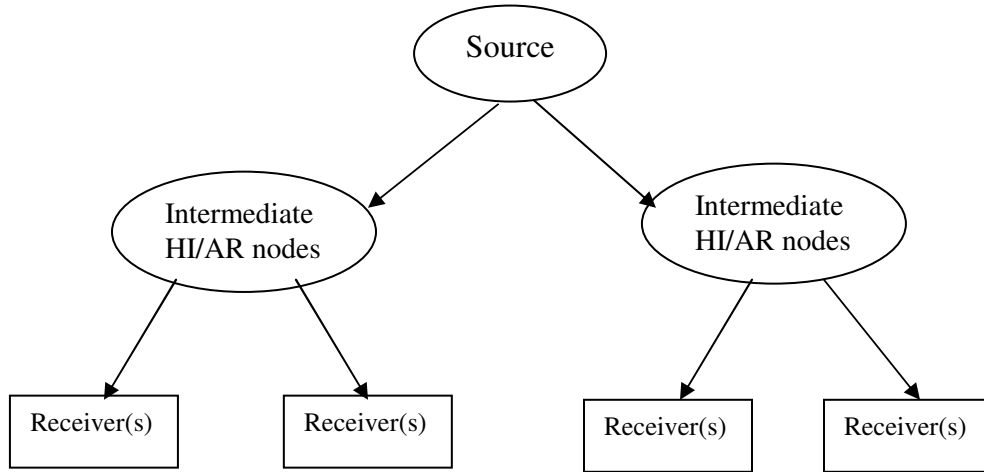 Source
Intermediate
HI/AR nodes
Intermediate
HI/AR nodes
Receiver(s)
Receiver(s)
Receiver(s)
Receiver(s)